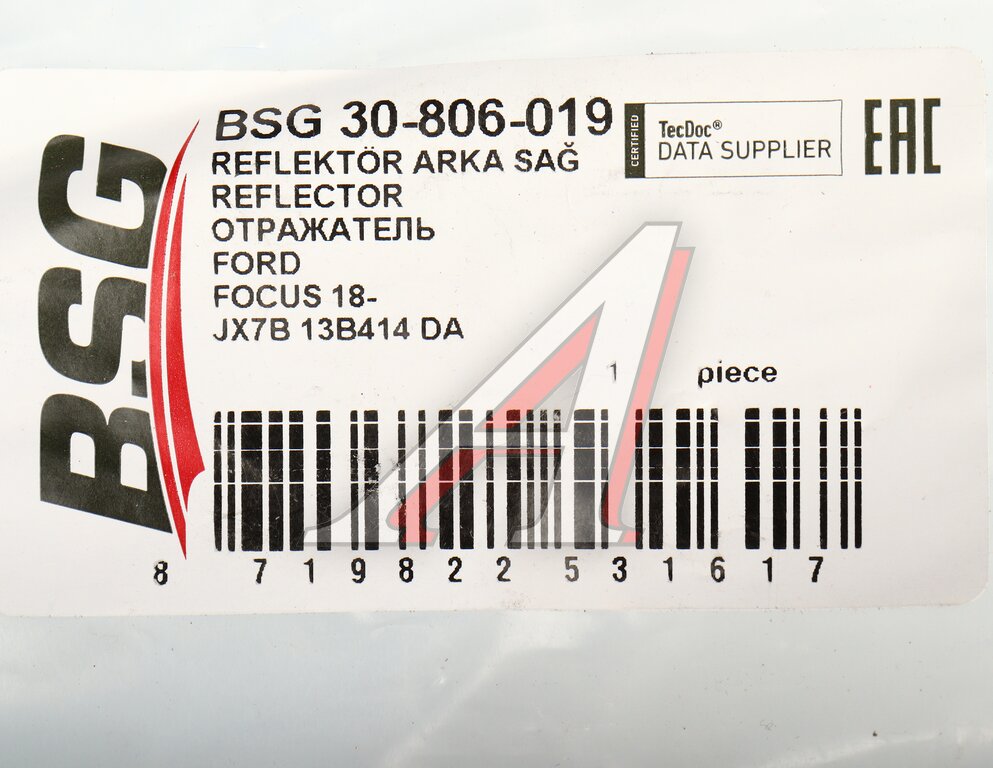 BSG
BSG 30-806-019
REFLEKTÖR ARKA SAĞ
REFLECTOR
ОТРАЖАТЕЛЬ
FORD
FOCUS 18-
JX7B 13B414 DA
CERTIFIED
TecDoc®
DATA SUPPLIER
EAC
1 piece
8 719822 531617